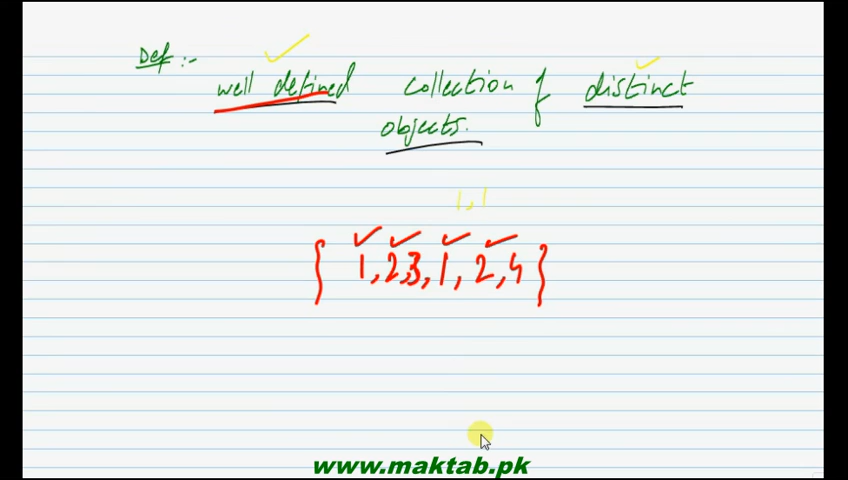 Def :-
well defined collection of distinct
objects.
1, 1
{ 1, 2, 3, 1, 2, 4 }
www.maktab.pk